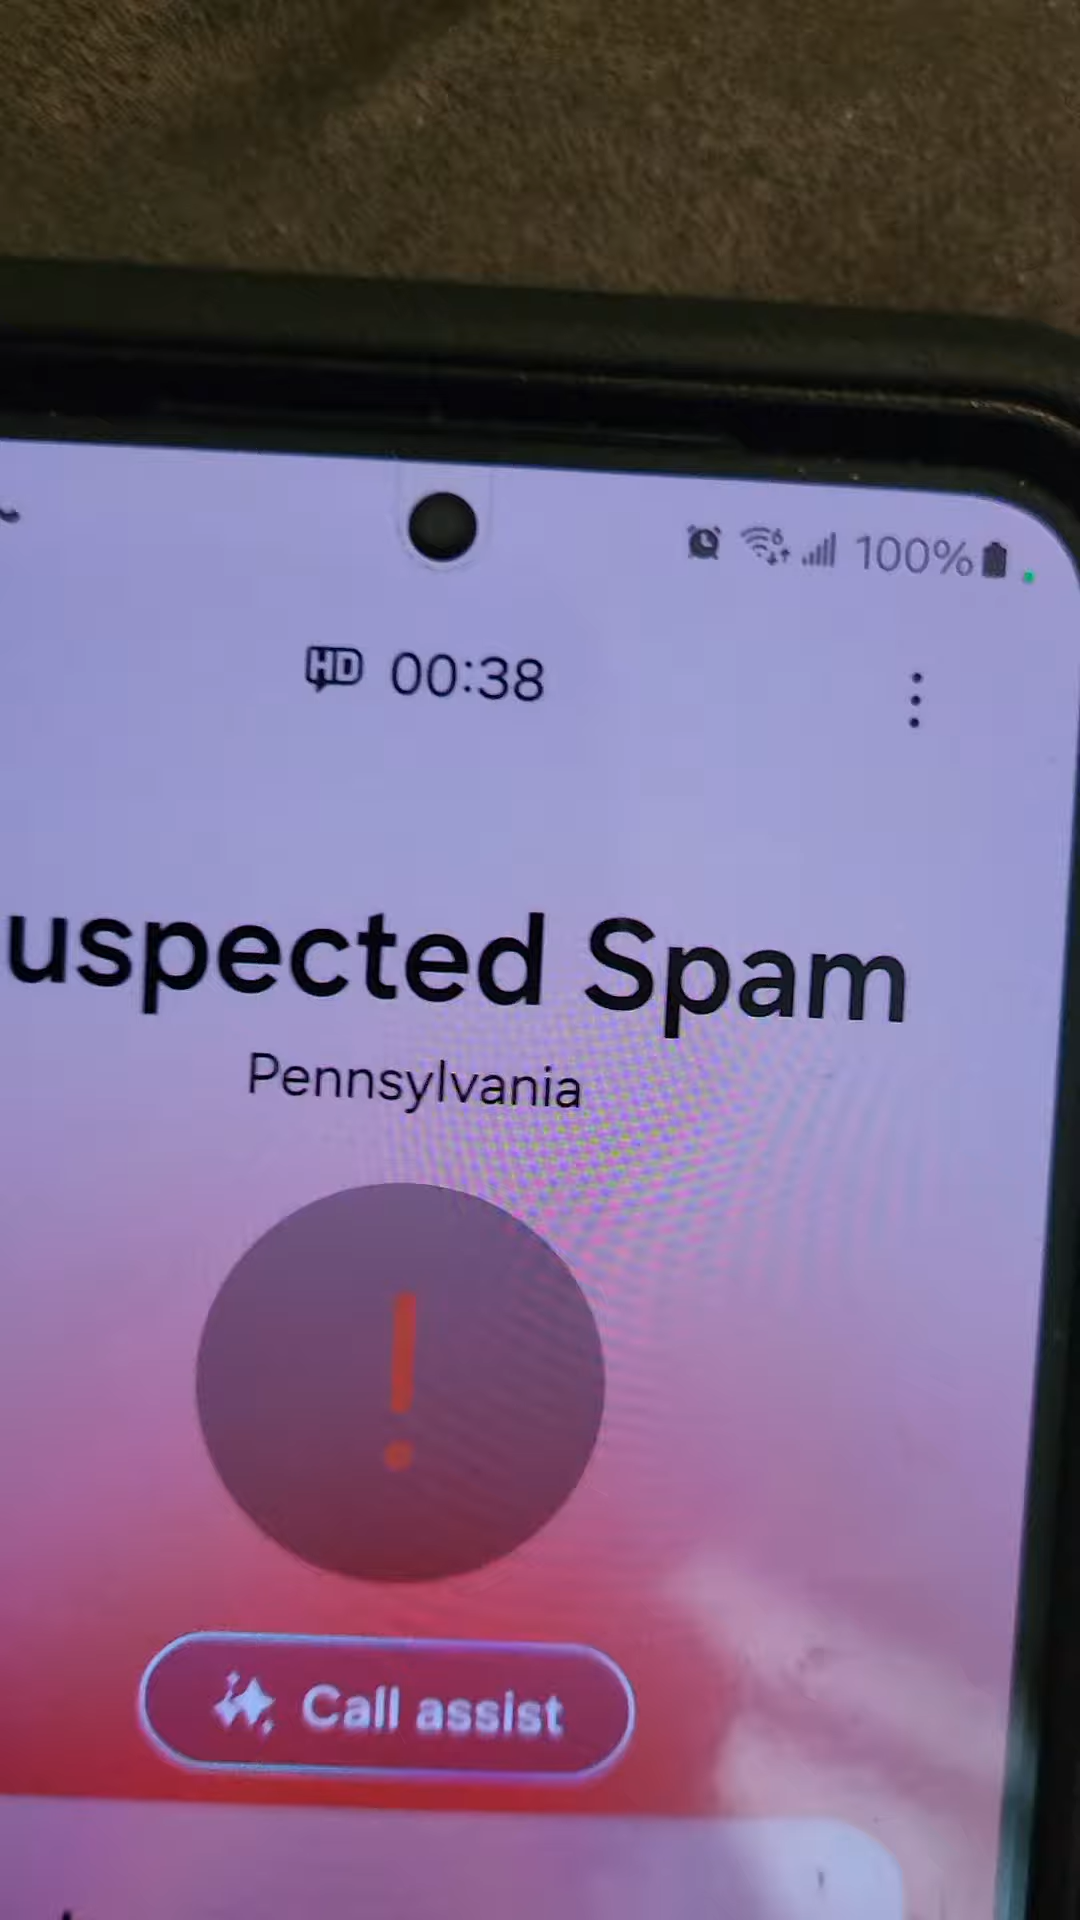 100%
HD 00:38
uspected Spam
Pennsylvania
!
Call assist